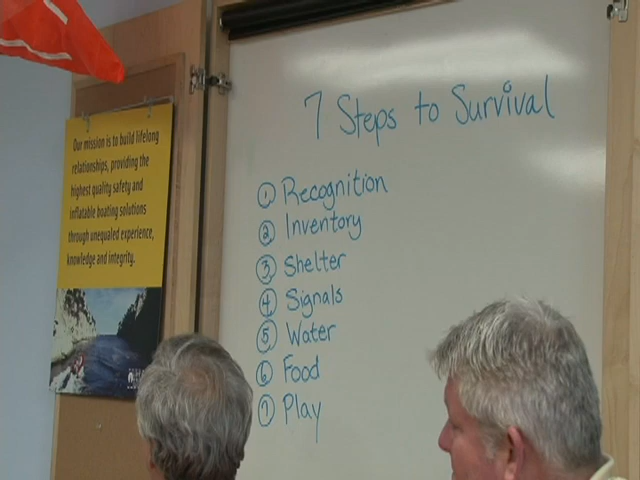 7 Steps to Survival
1 Recognition
2 Inventory
3 Shelter
4 Signals
5 Water
6 Food
7 Play
Our mission is to build lifelong
relationships, providing the
highest quality safety and
inflatable boating solutions
through unequaled experience,
knowledge and integrity.